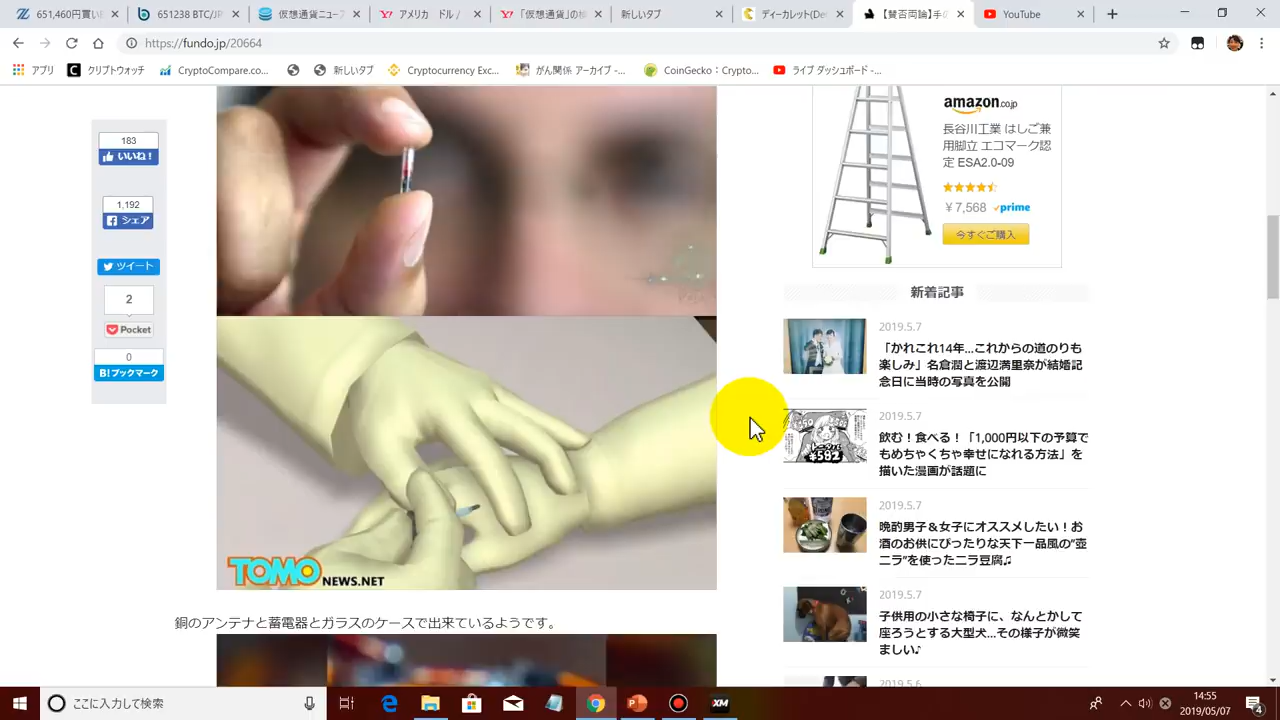 651,460円買い
651238 BTC/JP
仮想通貨ニュー
アメリカ ドル /
「仮想通貨」の
新しいタブ
ディーカレット(De
【賛否両論】手の
YouTube
https://fundo.jp/20664
アプリ
クリプトウォッチ
CryptoCompare.co...
新しいタブ
Cryptocurrency Exc...
がん関係 アーカイブ -...
CoinGecko：Crypto...
ライブ ダッシュボード -...
183
いいね！
1,192
シェア
ツイート
2
Pocket
0
B!ブックマーク
TOMO NEWS.NET
銅のアンテナと蓄電器とガラスのケースで出来ているようです。
amazon.co.jp
長谷川工業 はしご兼
用脚立 エコマーク認
定 ESA2.0-09
￥7,568 prime
今すぐご購入
新着記事
2019.5.7
「かれこれ14年…これからの道のりも
楽しみ」名倉潤と渡辺満里奈が結婚記
念日に当時の写真を公開
2019.5.7
飲む！食べる！「1,000円以下の予算で
もめちゃくちゃ幸せになれる方法」を
描いた漫画が話題に
トータル
¥582
2019.5.7
晩酌男子＆女子にオススメしたい！お
酒のお供にぴったりな天下一品風の”壺
ニラ”を使ったニラ豆腐♫
2019.5.7
子供用の小さな椅子に、なんとかして
座ろうとする大型犬…その様子が微笑
ましい♪
2019.5.6
ここに入力して検索
XM
14:55
2019/05/07
4